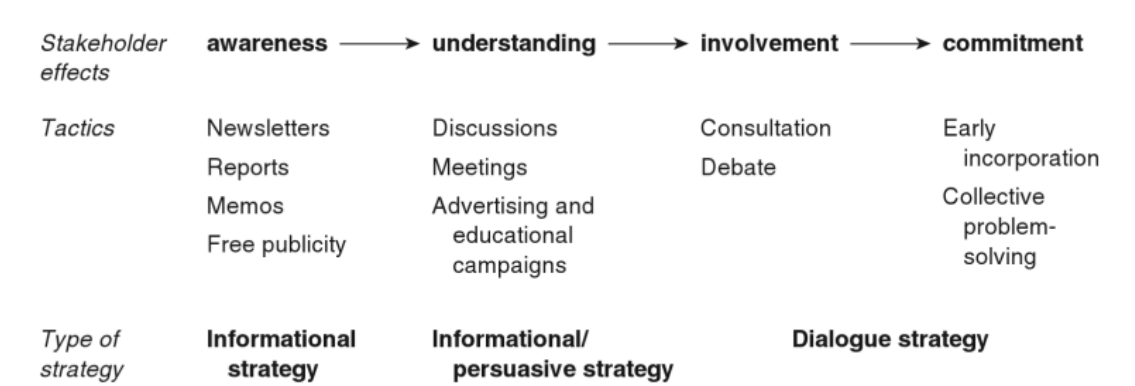 Stakeholder effects awareness understanding involvement commitment
Tactics
Newsletters
Reports
Memos
Free publicity
Discussions
Meetings
Advertising and
educational
campaigns
Consultation
Debate
Early
incorporation
Collective
problem-
solving
Type of
strategy
Informational
strategy
Informational/
persuasive strategy
Dialogue strategy